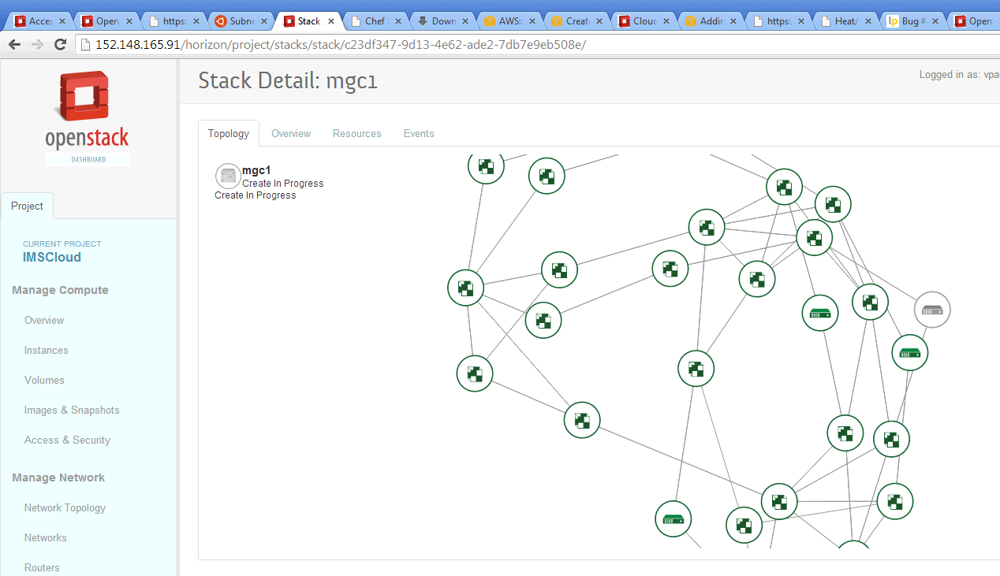 Acces
Open
https:
Subne
Stack
Chef
Down
AWS:
Create
Cloud
Addin
https:
Heat/
lp
Bug #
Open
152.148.165.91/horizon/project/stacks/stack/c23df347-9d13-4e62-ade2-7db7e9eb508e/
openstack
DASHBOARD
Project
CURRENT PROJECT
IMSCloud
Manage Compute
Overview
Instances
Volumes
Images & Snapshots
Access & Security
Manage Network
Network Topology
Networks
Routers
Stack Detail: mgc1
Logged in as: vpa
Topology
Overview
Resources
Events
mgc1
Create In Progress
Create In Progress